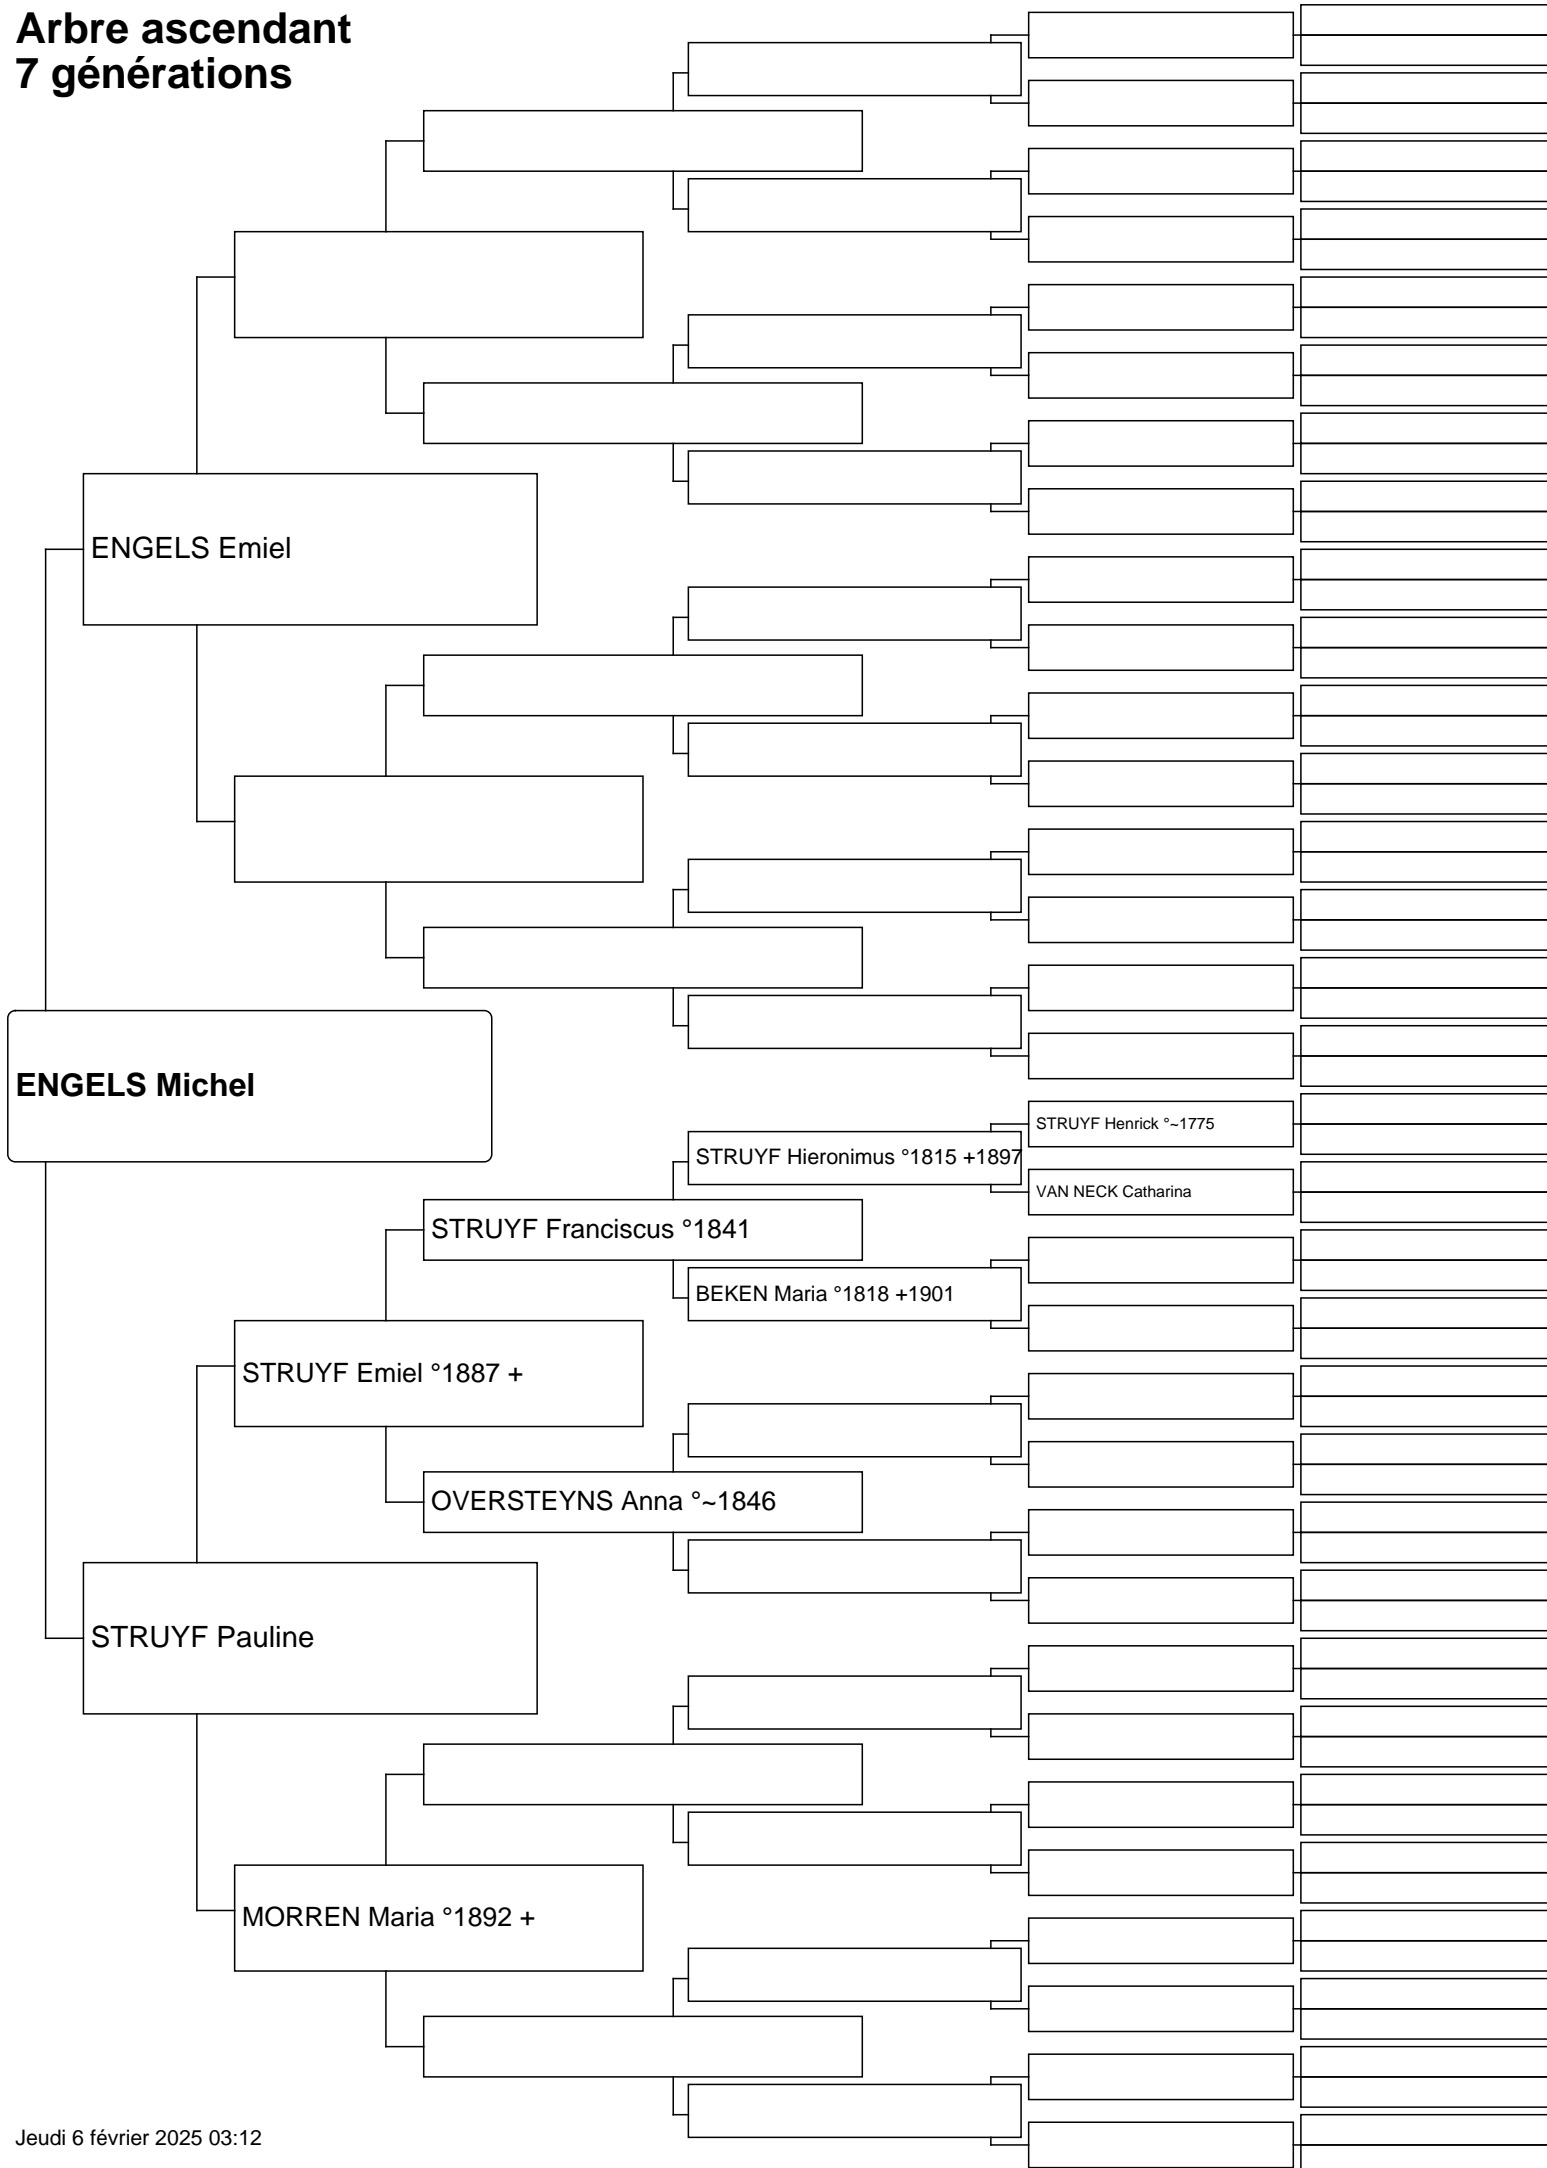 Arbre ascendant
7 générations
ENGELS Emiel
ENGELS Michel
STRUYF Henrick °~1775
STRUYF Hieronimus °1815 +1897
VAN NECK Catharina
STRUYF Franciscus °1841
BEKEN Maria °1818 +1901
STRUYF Emiel °1887 +
OVERSTEYNS Anna °~1846
STRUYF Pauline
MORREN Maria °1892 +
Jeudi 6 février 2025 03:12